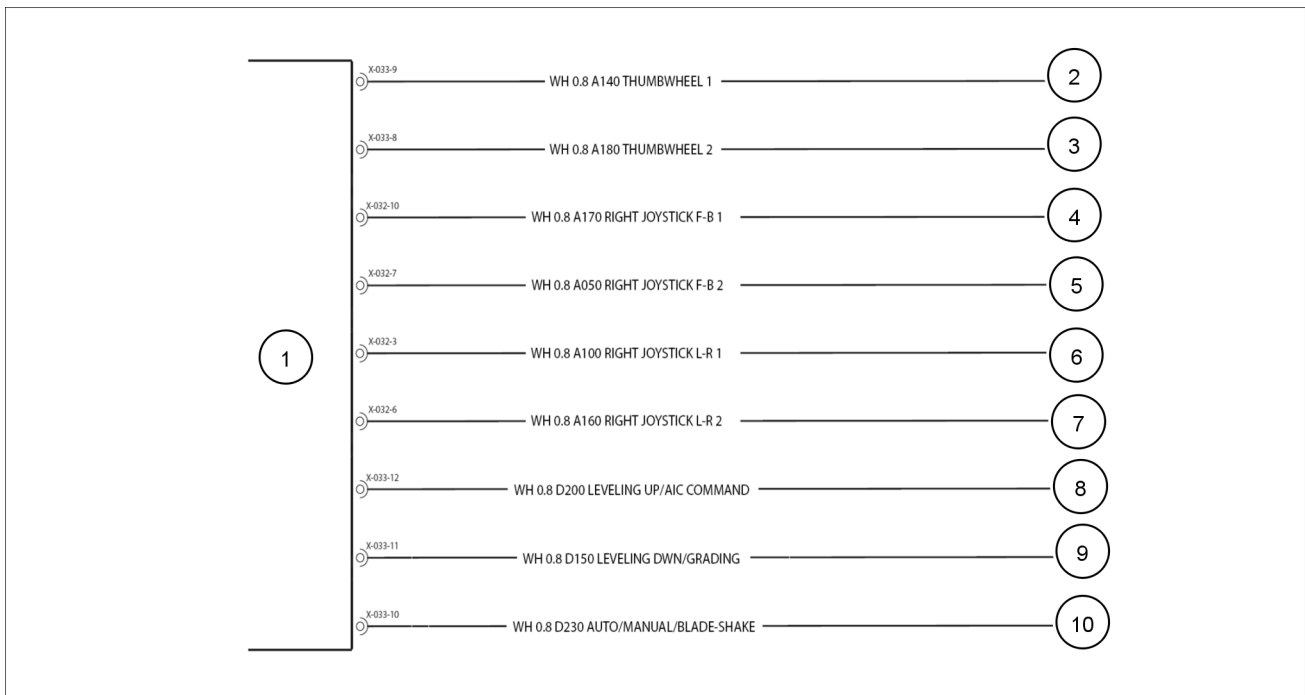 X-033-9
WH 0.8 A140 THUMBWHEEL 1
2
X-033-8
WH 0.8 A180 THUMBWHEEL 2
3
X-032-10
WH 0.8 A170 RIGHT JOYSTICK F-B 1
4
X-032-7
WH 0.8 A050 RIGHT JOYSTICK F-B 2
5
1
X-032-3
WH 0.8 A100 RIGHT JOYSTICK L-R 1
6
X-032-6
WH 0.8 A160 RIGHT JOYSTICK L-R 2
7
X-033-12
WH 0.8 D200 LEVELING UP/AIC COMMAND
8
X-033-11
WH 0.8 D150 LEVELING DWN/GRADING
9
X-033-10
WH 0.8 D230 AUTO/MANUAL/BLADE-SHAKE
10